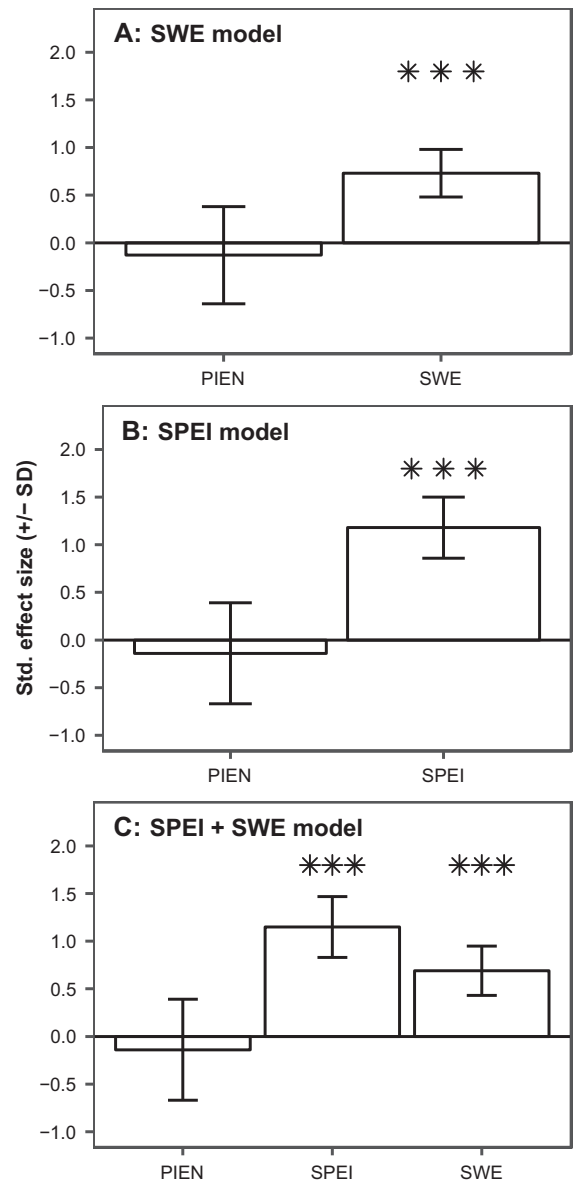 A: SWE model
✳ ✳ ✳
2.0
1.5
1.0
0.5
0.0
−0.5
−1.0
PIEN SWE
Std. effect size (+/− SD)
B: SPEI model
✳ ✳ ✳
2.0
1.5
1.0
0.5
0.0
−0.5
−1.0
PIEN SPEI
C: SPEI + SWE model
✳✳✳ ✳✳✳
2.0
1.5
1.0
0.5
0.0
−0.5
−1.0
PIEN SPEI SWE